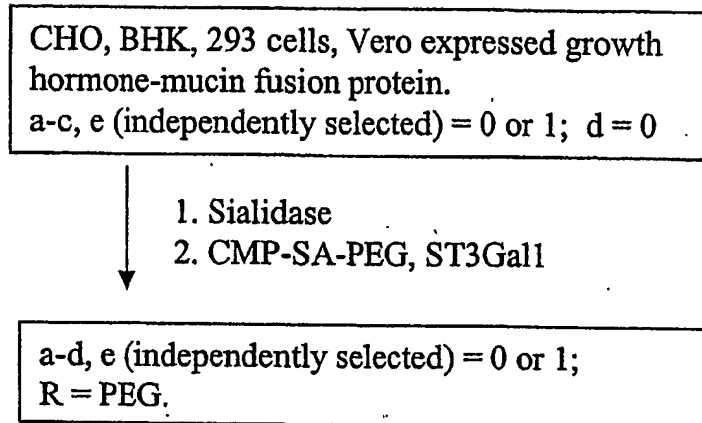 CHO, BHK, 293 cells, Vero expressed growth
hormone-mucin fusion protein.
a-c, e (independently selected) = 0 or 1; d = 0
1. Sialidase
2. CMP-SA-PEG, ST3Gal1
a-d, e (independently selected) = 0 or 1;
R = PEG.